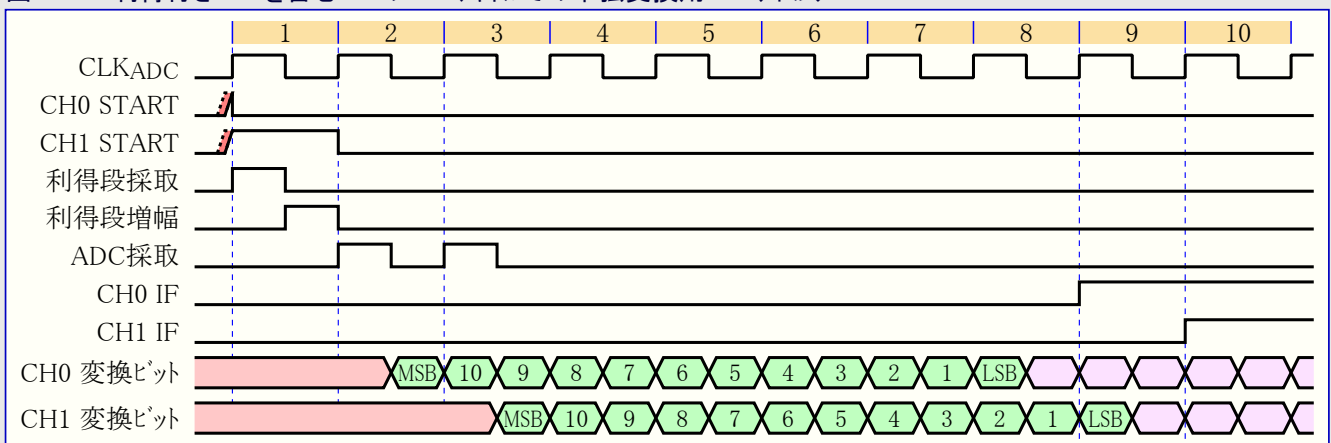 1 2 3 4 5 6 7 8 9 10
CLKADC
CH0 START
CH1 START
利得段採取
利得段増幅
ADC採取
CH0 IF
CH1 IF
CH0 変換ビット MSB 10 9 8 7 6 5 4 3 2 1 LSB
CH1 変換ビット MSB 10 9 8 7 6 5 4 3 2 1 LSB